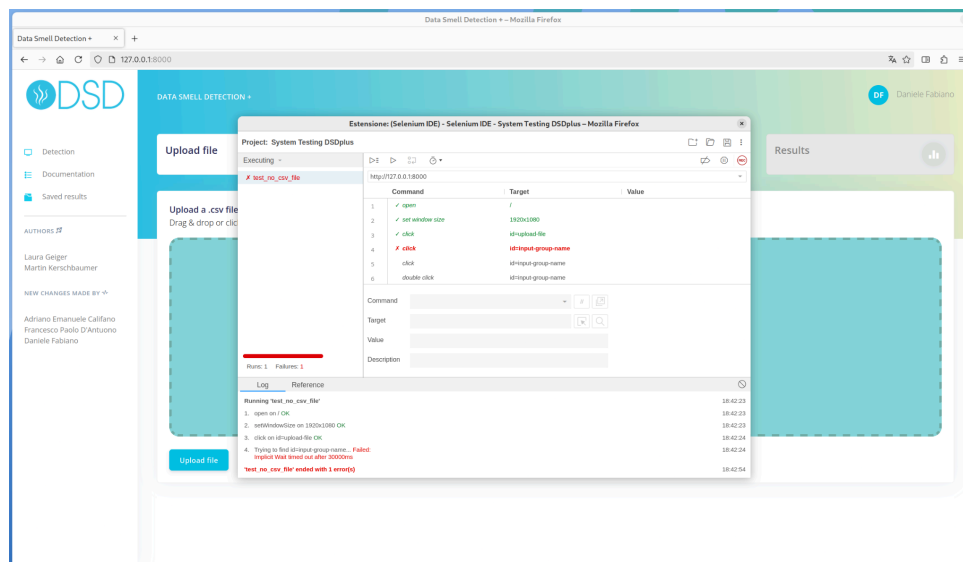 Data Smell Detection + – Mozilla Firefox
Data Smell Detection + × +
127.0.0.1:8000
DSD
DATA SMELL DETECTION +
DF Daniele Fabiano
Detection
Documentation
Saved results
AUTHORS
Laura Geiger
Martin Kerschbaumer
NEW CHANGES MADE BY
Adriano Emanuele Califano
Francesco Paolo D'Antuono
Daniele Fabiano
Upload file
Results
Upload a .csv file
Drag & drop or clic
Upload file
Estensione: (Selenium IDE) - Selenium IDE - System Testing DSDplus – Mozilla Firefox
Project: System Testing DSDplus
Executing
REC
✗ test_no_csv_file
http://127.0.0.1:8000
Command Target Value
1 ✓ open /
2 ✓ set window size 1920x1080
3 ✓ click id=upload-file
4 ✗ click id=input-group-name
5 click id=input-group-name
6 double click id=input-group-name
Command
//
Target
Value
Description
Runs: 1 Failures: 1
Log Reference
Running 'test_no_csv_file' 18:42:23
1. open on / OK 18:42:23
2. setWindowSize on 1920x1080 OK 18:42:23
3. click on id=upload-file OK 18:42:24
4. Trying to find id=input-group-name... Failed: 18:42:24
Implicit Wait timed out after 30000ms
'test_no_csv_file' ended with 1 error(s) 18:42:54